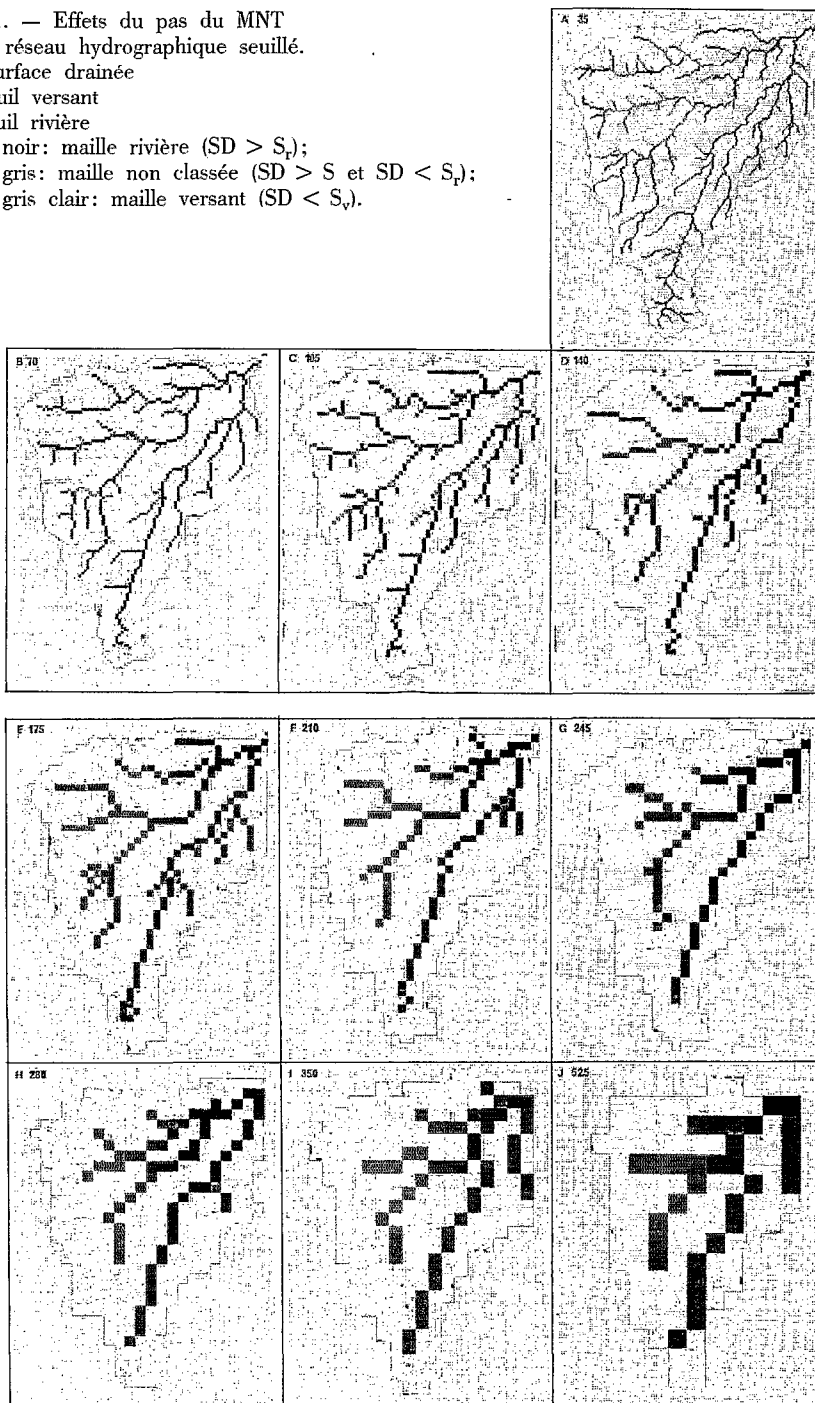 . — Effets du pas du MNT
réseau hydrographique seuillé.
urface drainée
uil versant
uil rivière
noir: maille rivière (SD > Sr);
gris: maille non classée (SD > S et SD < Sr);
gris clair: maille versant (SD < Sv).
A 35
B 70
C 105
D 140
E 175
F 210
G 245
H 280
I 350
J 525